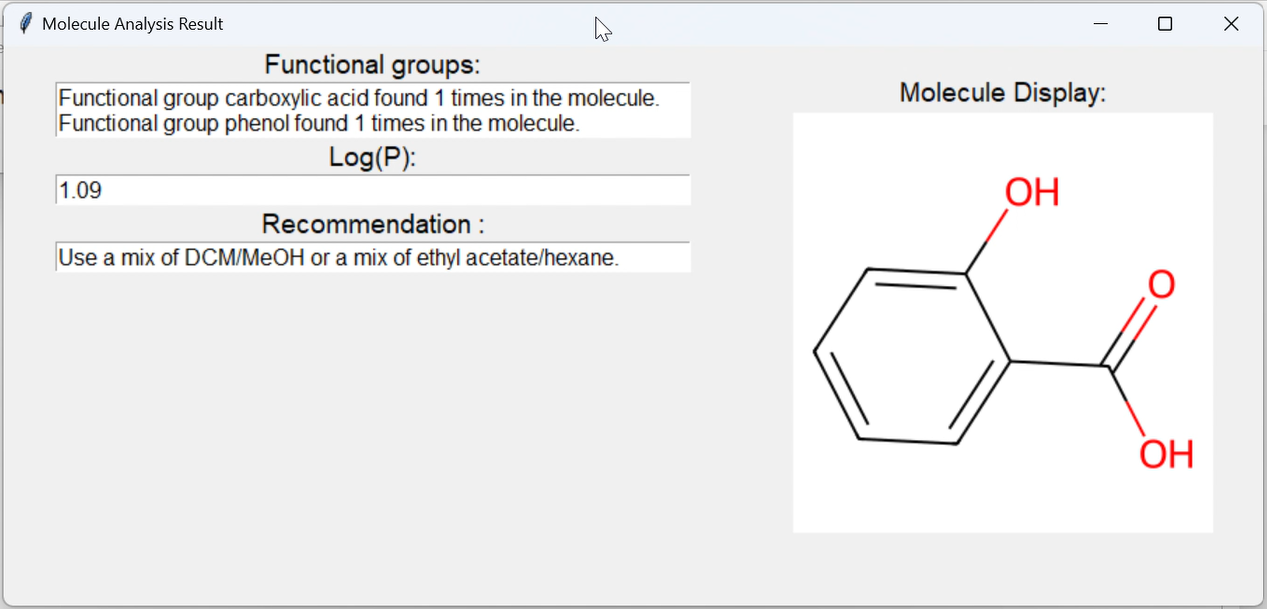 Molecule Analysis Result
Functional groups:
Functional group carboxylic acid found 1 times in the molecule.
Functional group phenol found 1 times in the molecule.
Log(P):
1.09
Recommendation :
Use a mix of DCM/MeOH or a mix of ethyl acetate/hexane.
Molecule Display:
OH
O
OH